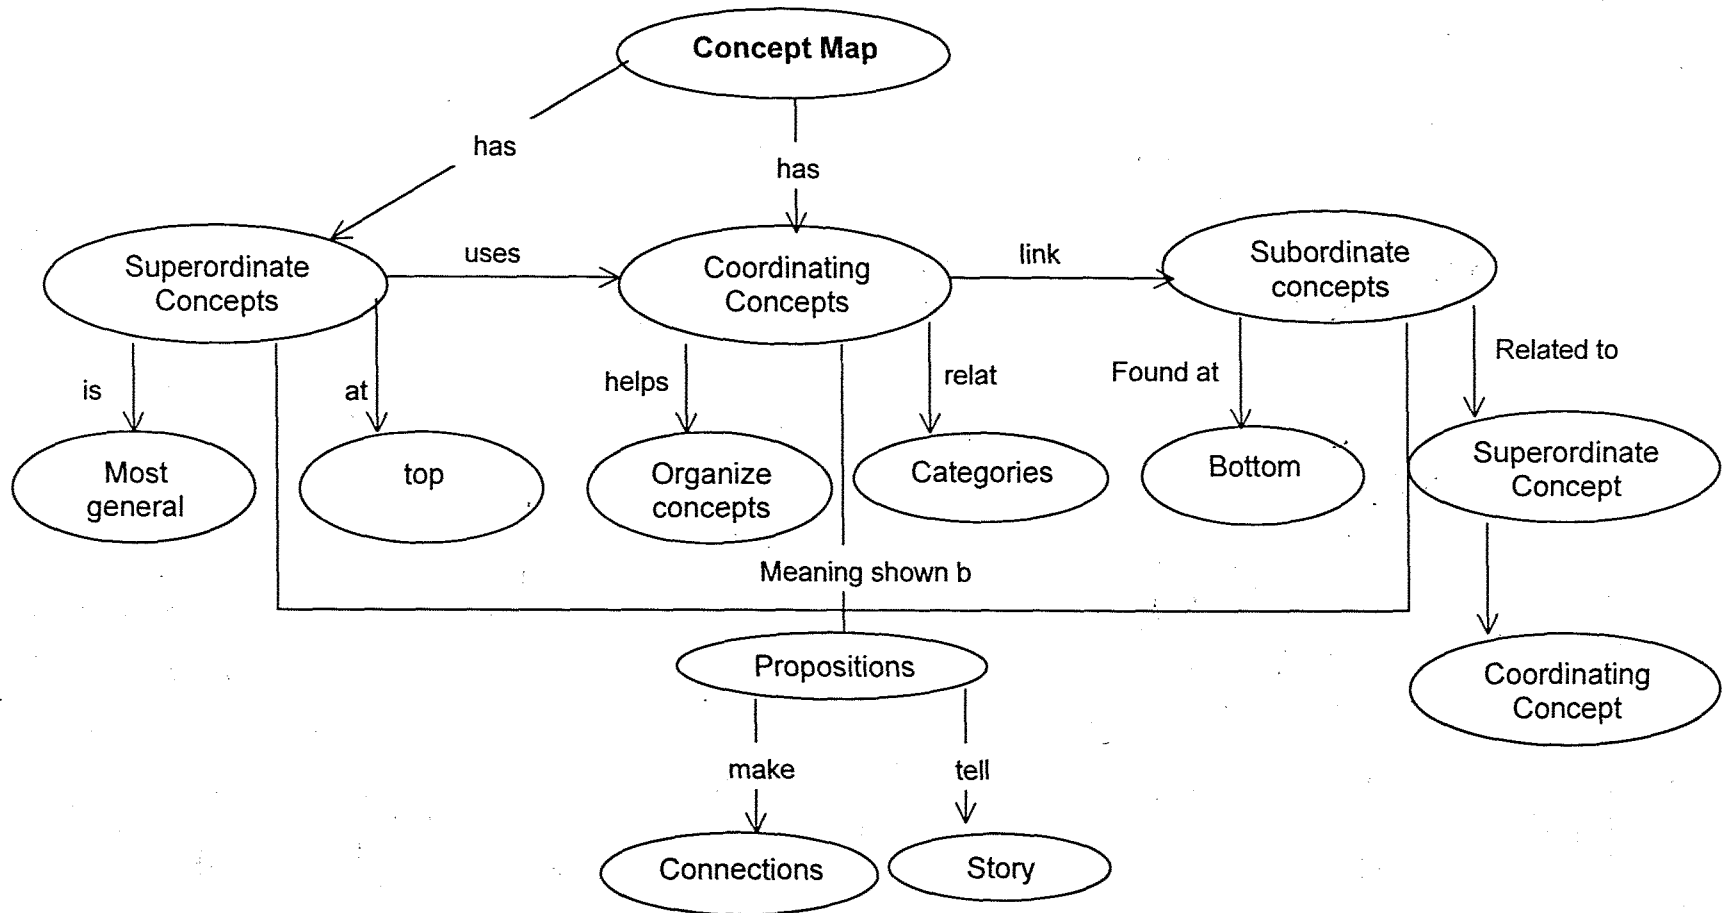 Concept Map
has
has
Superordinate
Concepts
uses
Coordinating
Concepts
link
Subordinate
concepts
is
at
helps
relat
Found at
Related to
Most
general
top
Organize
concepts
Categories
Bottom
Superordinate
Concept
Meaning shown b
Propositions
Coordinating
Concept
make
tell
Connections
Story